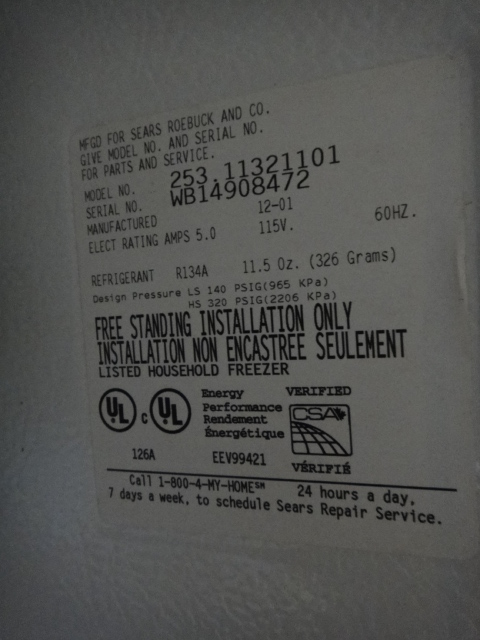 MFGD FOR SEARS ROEBUCK AND CO.
GIVE MODEL NO. AND SERIAL NO.
FOR PARTS AND SERVICE.
MODEL NO. 253.11321101
SERIAL NO. WB14908472
MANUFACTURED 12-01
ELECT RATING AMPS 5.0 115V. 60HZ.
REFRIGERANT R134A 11.5 Oz. (326 Grams)
Design Pressure LS 140 PSIG(965 KPa)
HS 320 PSIG(2206 KPa)
FREE STANDING INSTALLATION ONLY
INSTALLATION NON ENCASTREE SEULEMENT
LISTED HOUSEHOLD FREEZER
UL c UL
Energy
Performance
Rendement
Énergétique
VERIFIED
CSA
VÉRIFIÉ
126A EEV99421
Call 1-800-4-MY-HOME℠ 24 hours a day,
7 days a week, to schedule Sears Repair Service.